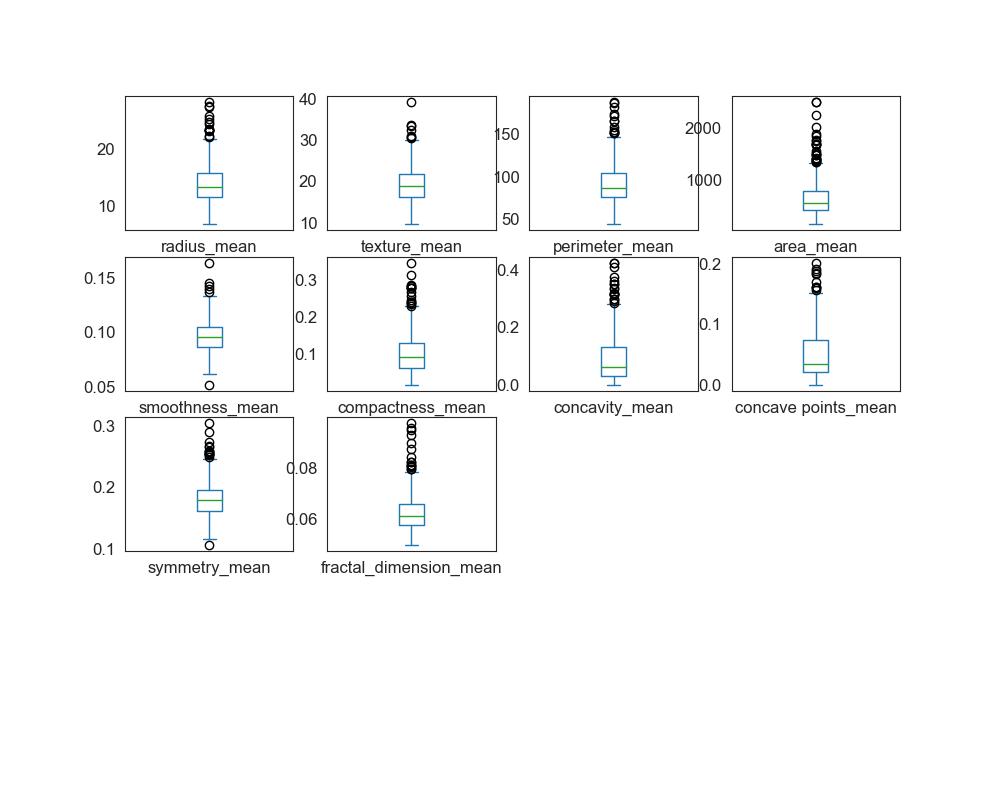 20
10
radius_mean
40
30
20
10
texture_mean
150
100
50
perimeter_mean
2000
1000
area_mean
0.15
0.10
0.05
smoothness_mean
0.3
0.2
0.1
compactness_mean
0.4
0.2
0.0
concavity_mean
0.2
0.1
0.0
concave points_mean
0.3
0.2
0.1
symmetry_mean
0.08
0.06
fractal_dimension_mean